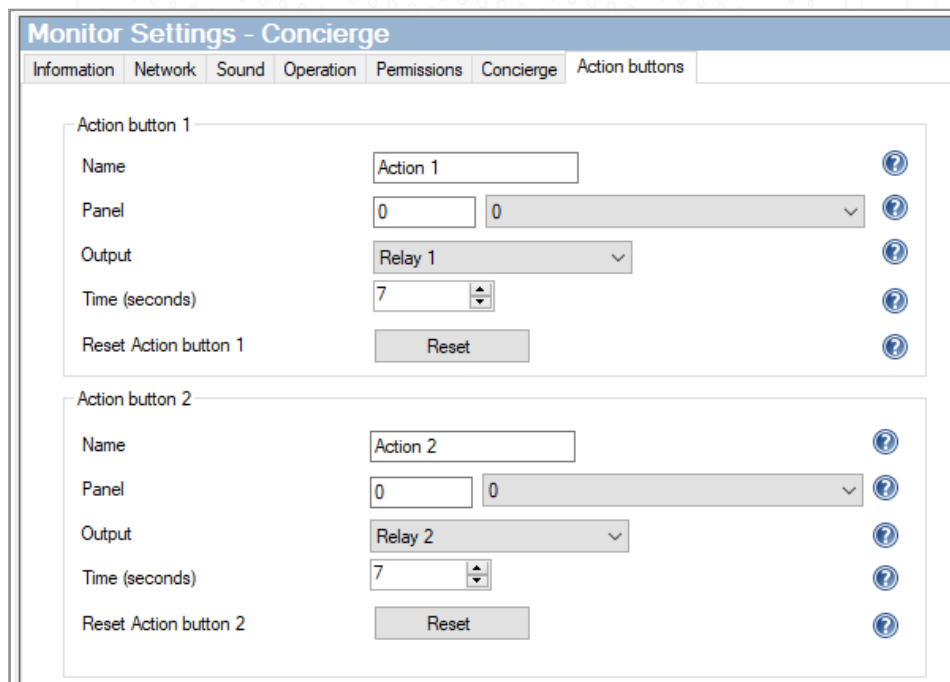 Monitor Settings - Concierge
Information Network Sound Operation Permissions Concierge Action buttons
Action button 1
Name Action 1
Panel 0 0
Output Relay 1
Time (seconds) 7
Reset Action button 1 Reset
Action button 2
Name Action 2
Panel 0 0
Output Relay 2
Time (seconds) 7
Reset Action button 2 Reset